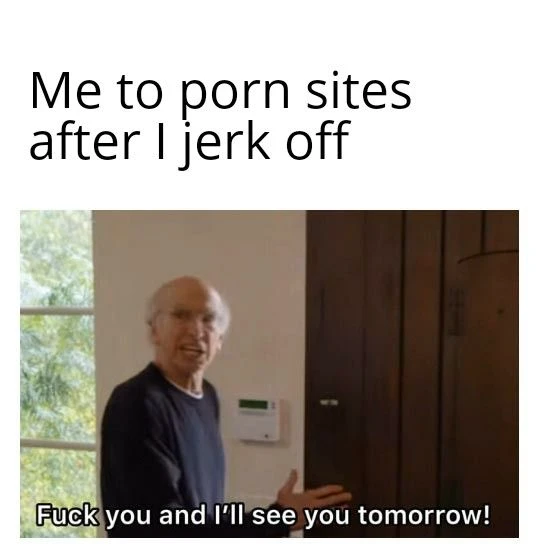 Me to porn sites
after I jerk off
Fuck you and I'll see you tomorrow!